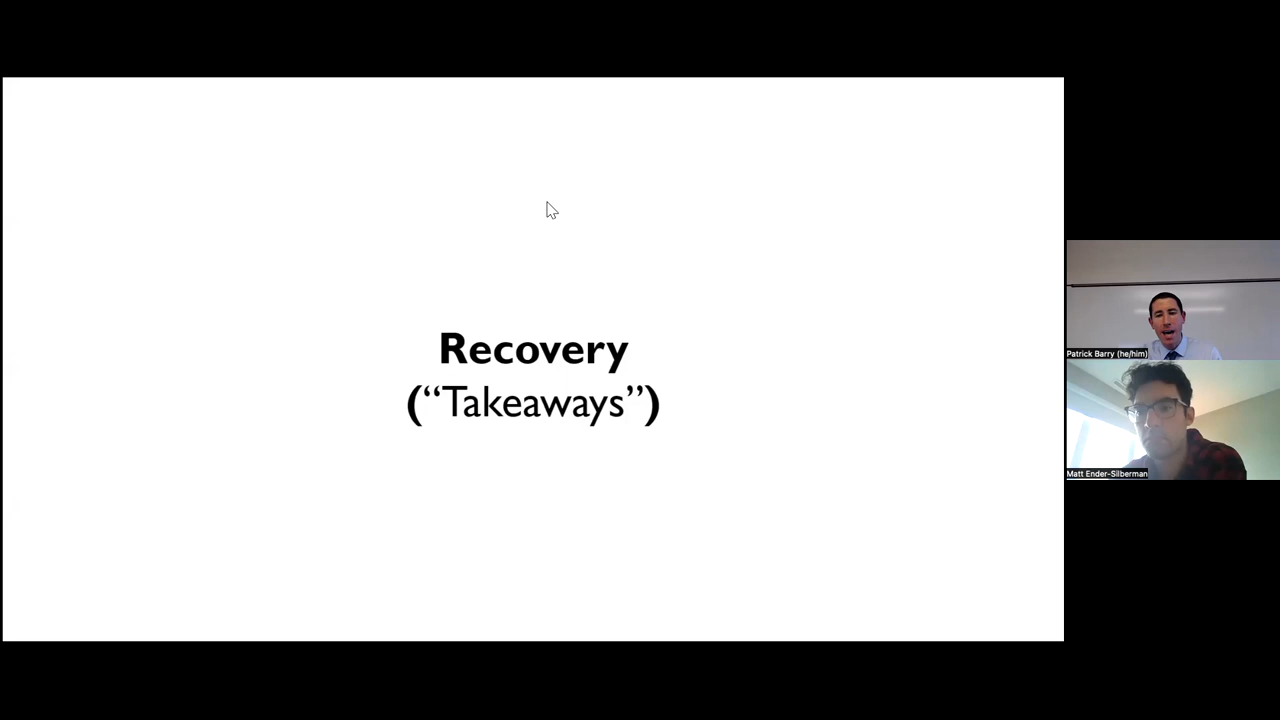 Recovery
(“Takeaways”)
Patrick Barry (he/him)
Matt Ender-Silberman